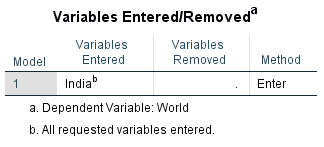 Variables Entered/Removedᵃ
Model Variables Entered Variables Removed Method
1 Indiaᵇ . Enter
a. Dependent Variable: World
b. All requested variables entered.